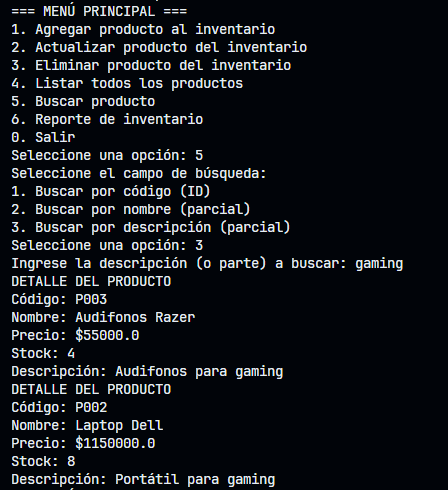 === MENÚ PRINCIPAL ===
1. Agregar producto al inventario
2. Actualizar producto del inventario
3. Eliminar producto del inventario
4. Listar todos los productos
5. Buscar producto
6. Reporte de inventario
0. Salir
Seleccione una opción: 5
Seleccione el campo de búsqueda:
1. Buscar por código (ID)
2. Buscar por nombre (parcial)
3. Buscar por descripción (parcial)
Seleccione una opción: 3
Ingrese la descripción (o parte) a buscar: gaming
DETALLE DEL PRODUCTO
Código: P003
Nombre: Audifonos Razer
Precio: $55000.0
Stock: 4
Descripción: Audifonos para gaming
DETALLE DEL PRODUCTO
Código: P002
Nombre: Laptop Dell
Precio: $1150000.0
Stock: 8
Descripción: Portátil para gaming